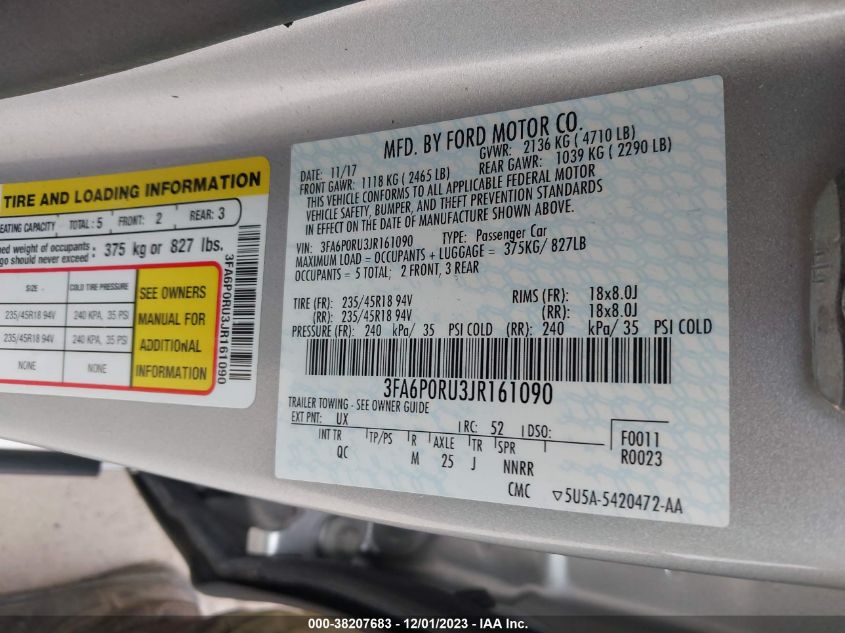 TIRE AND LOADING INFORMATION
EATING CAPACITY TOTAL: 5 FRONT: 2 REAR: 3
ned weight of occupants
go should never exceed : 375 kg or 827 lbs.
SIZE COLD TIRE PRESSURE
235/45R18 94V 240 KPA, 35 PSI
235/45R18 94V 240 KPA, 35 PSI
NONE NONE
SEE OWNERS
MANUAL FOR
ADDITIONAL
INFORMATION
3FA6P0RU3JR161090
MFD. BY FORD MOTOR CO.
DATE: 11/17 GVWR: 2136 KG ( 4710 LB)
FRONT GAWR: 1118 KG ( 2465 LB) REAR GAWR: 1039 KG ( 2290 LB)
THIS VEHICLE CONFORMS TO ALL APPLICABLE FEDERAL MOTOR
VEHICLE SAFETY, BUMPER, AND THEFT PREVENTION STANDARDS
IN EFFECT ON THE DATE OF MANUFACTURE SHOWN ABOVE.
VIN: 3FA6P0RU3JR161090 TYPE: Passenger Car
MAXIMUM LOAD = OCCUPANTS + LUGGAGE = 375KG/ 827LB
OCCUPANTS = 5 TOTAL; 2 FRONT, 3 REAR
TIRE (FR): 235/45R18 94V RIMS (FR): 18x8.0J
(RR): 235/45R18 94V (RR): 18x8.0J
PRESSURE (FR): 240 kPa/ 35 PSI COLD (RR): 240 kPa/ 35 PSI COLD
3FA6P0RU3JR161090
TRAILER TOWING - SEE OWNER GUIDE
EXT PNT: UX RC: 52 DSO: F0011
R0023
INT TR TP/PS R AXLE TR SPR
QC M 25 J NNRR
CMC ▽5U5A-5420472-AA
000-38207683 - 12/01/2023 - IAA Inc.